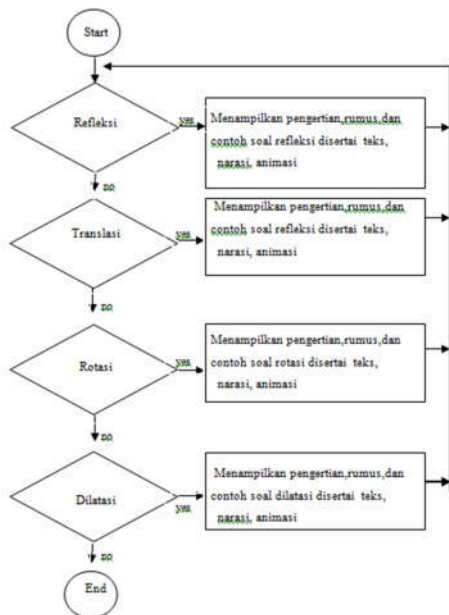 Start
Refleksi
yes
Menampilkan pengertian,rumus,dan
contoh soal refleksi disertai teks,
narasi, animasi
no
Translasi
yes
Menampilkan pengertian,rumus,dan
contoh soal refleksi disertai teks,
narasi, animasi
no
Rotasi
yes
Menampilkan pengertian,rumus,dan
contoh soal rotasi disertai teks,
narasi, animasi
no
Dilatasi
yes
Menampilkan pengertian,rumus,dan
contoh soal dilatasi disertai teks,
narasi, animasi
no
End